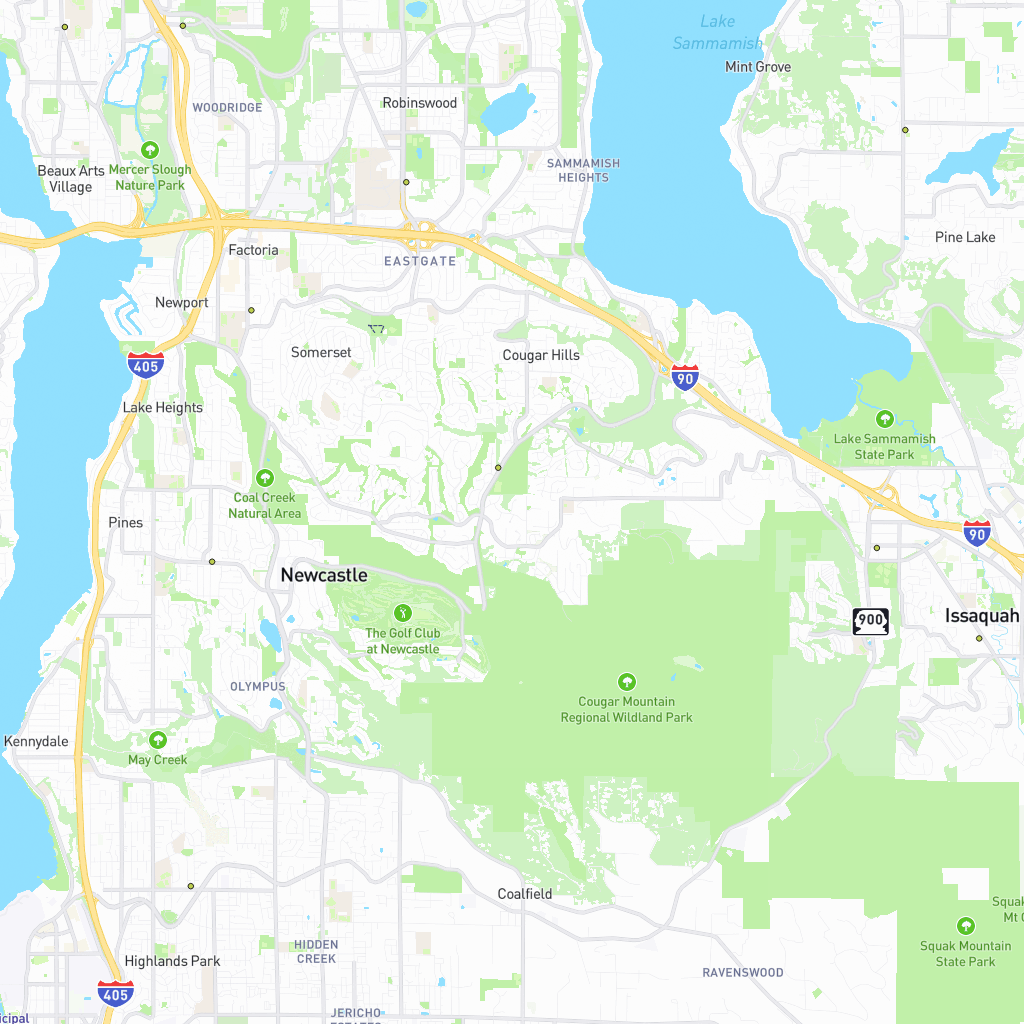 Lake
Sammamish
Mint Grove
Robinswood
WOODRIDGE
SAMMAMISH
HEIGHTS
Mercer Slough
Nature Park
Beaux Arts
Village
Pine Lake
Factoria
EASTGATE
Newport
Somerset
Cougar Hills
405
90
Lake Heights
Lake Sammamish
State Park
Coal Creek
Natural Area
Pines
90
Newcastle
The Golf Club
at Newcastle
900
Issaquah
OLYMPUS
Cougar Mountain
Regional Wildland Park
Kennydale
May Creek
Coalfield
Squak
Mt
Squak Mountain
State Park
HIDDEN
CREEK
Highlands Park
RAVENSWOOD
405
JERICHO